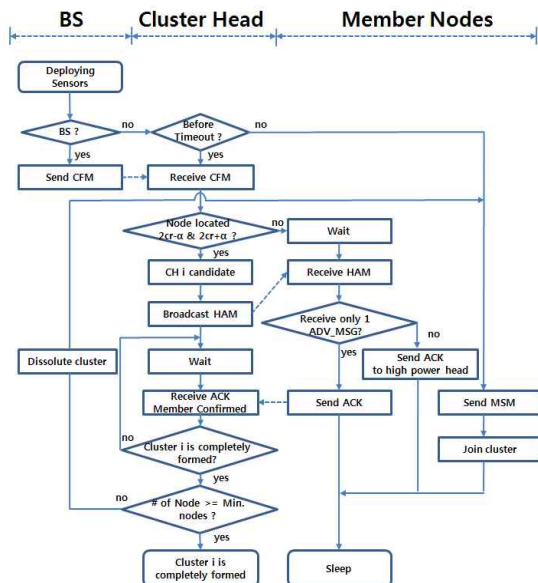 BS Cluster Head Member Nodes
Deploying
Sensors
BS ?
no
Before
Timeout ?
no
yes
yes
Send CFM
Receive CFM
Node located
2cr-α & 2cr+α ?
no
Wait
yes
CH i candidate
Receive HAM
Broadcast HAM
Receive only 1
ADV_MSG?
no
yes
Dissolute cluster
Wait
Send ACK
to high power head
Receive ACK
Member Confirmed
Send ACK
Send MSM
no
Cluster i is completely
formed?
Join cluster
yes
no
# of Node >= Min.
nodes ?
yes
Cluster i is
completely formed
Sleep